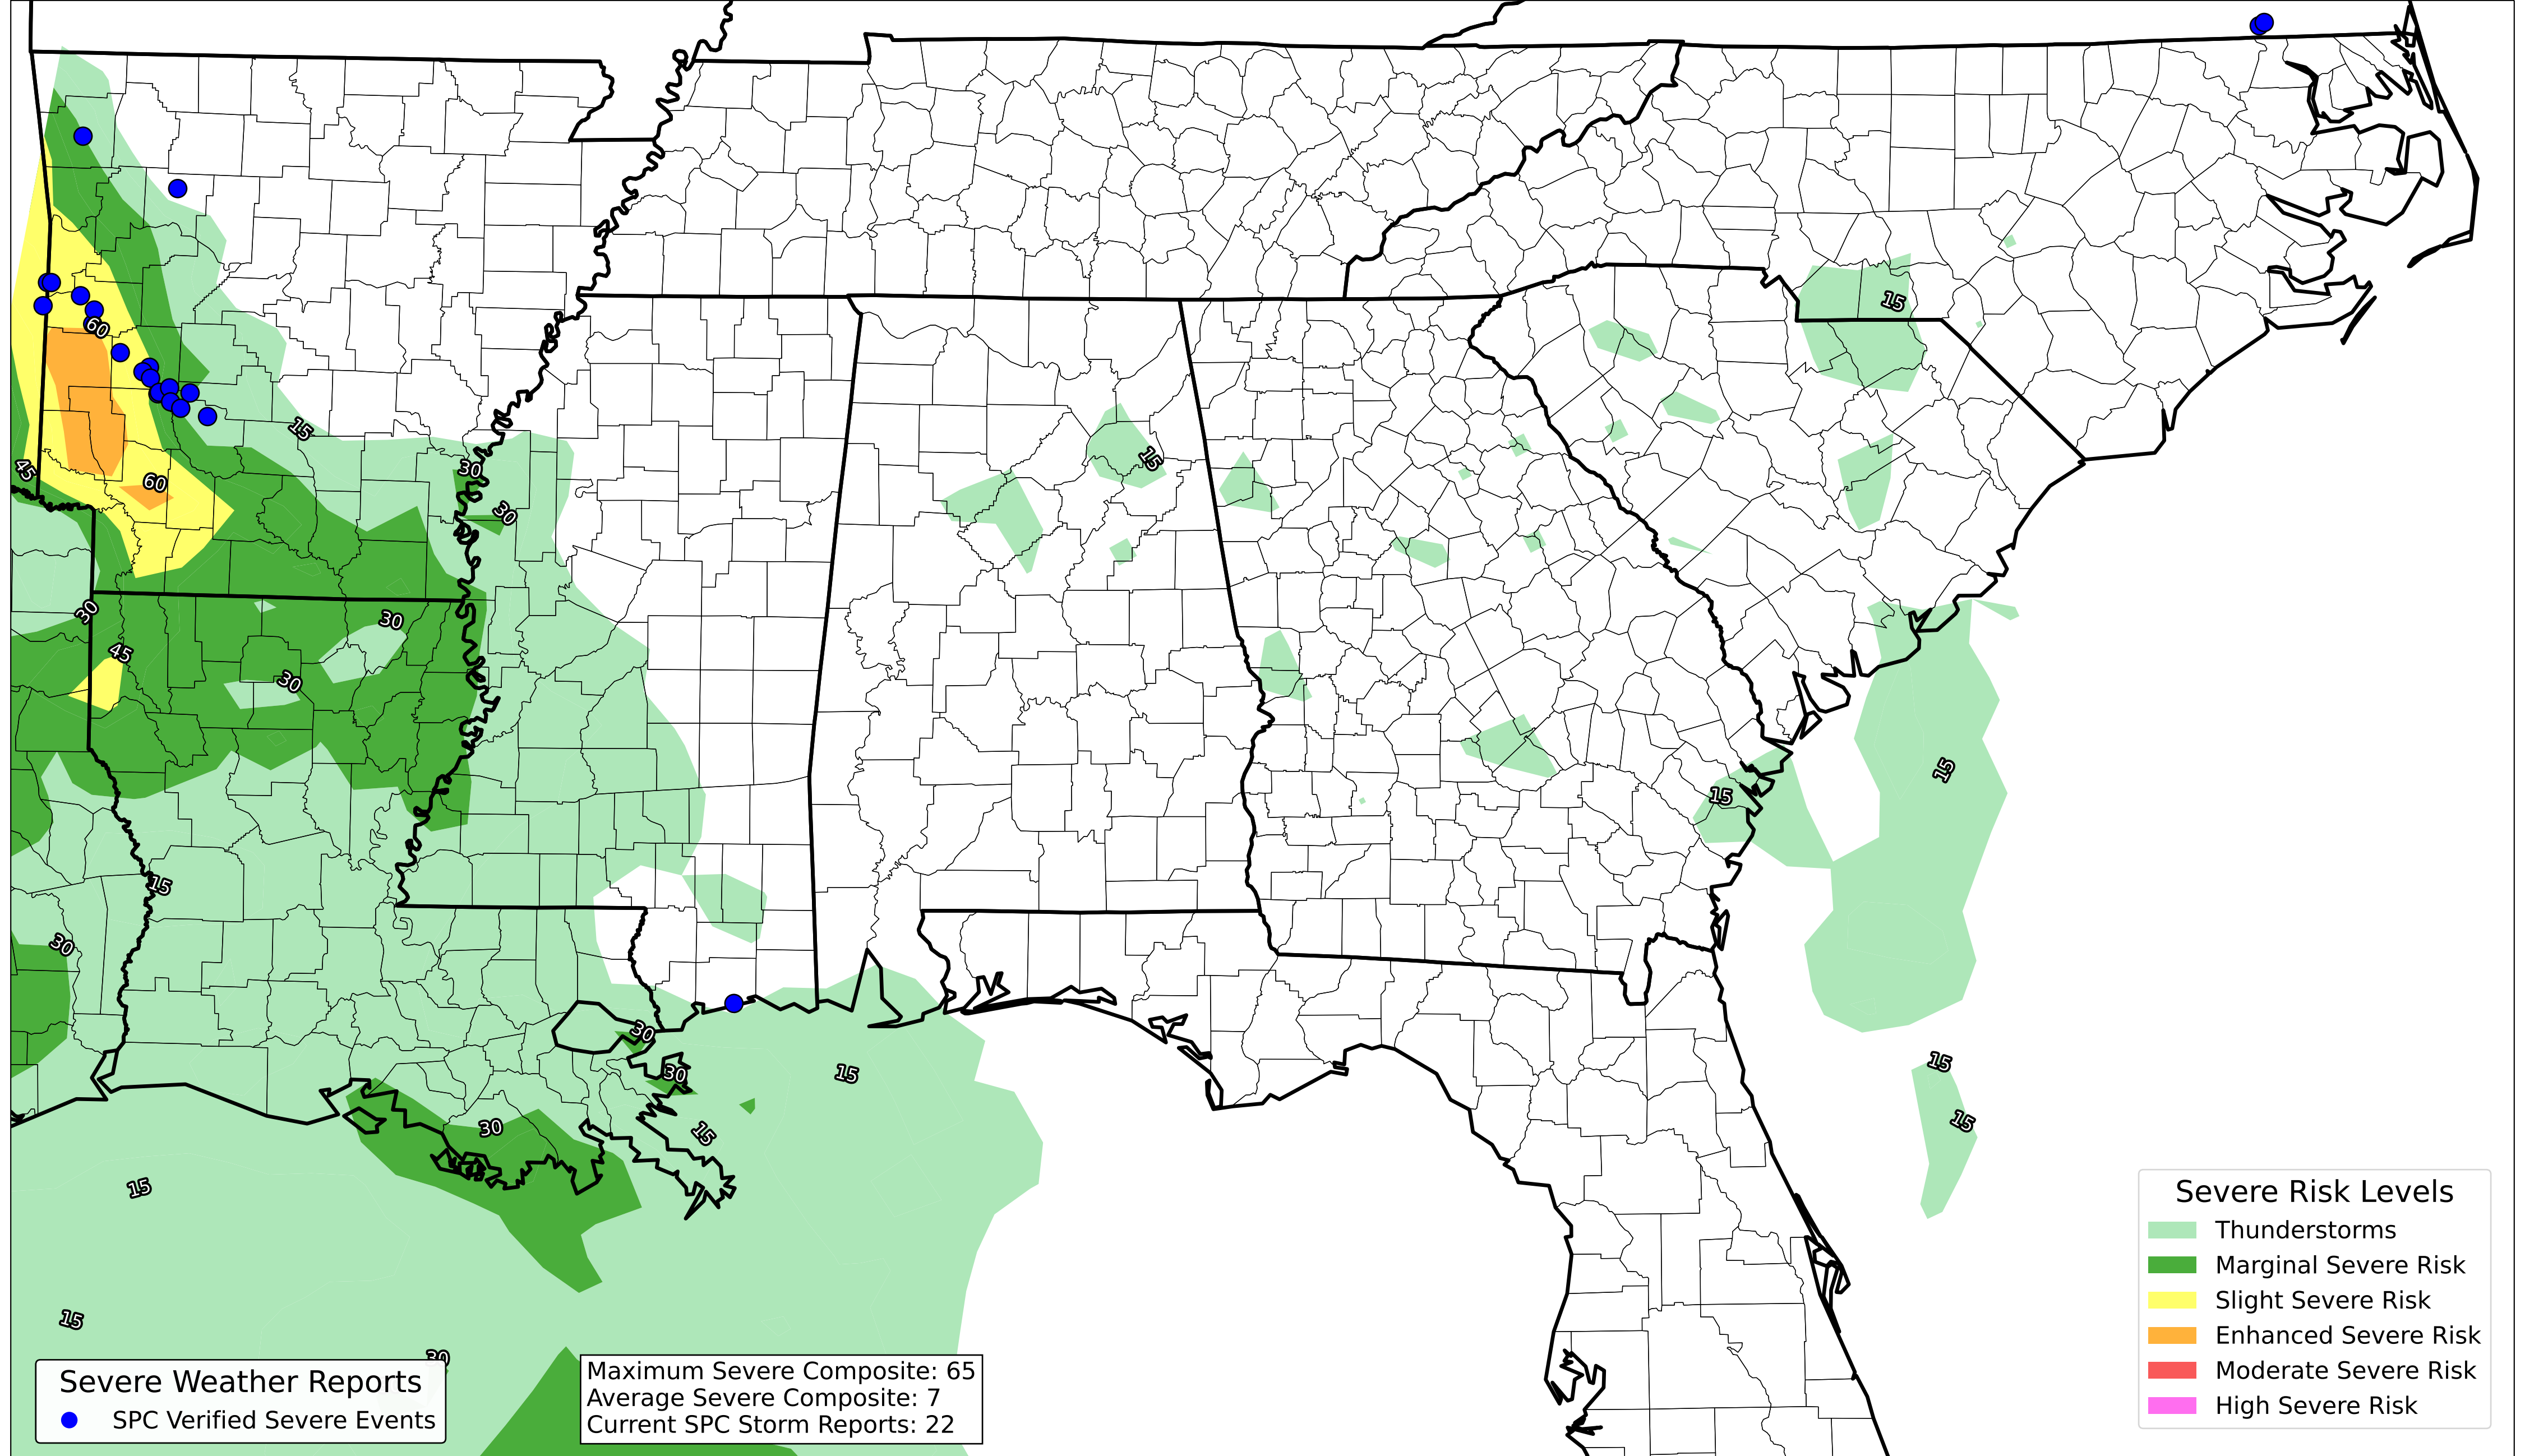 15
60
15
45
30
15
60
30
30
30
45
30
15
15
15
30
30
30
15
15
30
15
15
15
15
30
Severe Risk Levels
Thunderstorms
Marginal Severe Risk
Slight Severe Risk
Enhanced Severe Risk
Moderate Severe Risk
High Severe Risk
Severe Weather Reports
SPC Verified Severe Events
Maximum Severe Composite: 65
Average Severe Composite: 7
Current SPC Storm Reports: 22